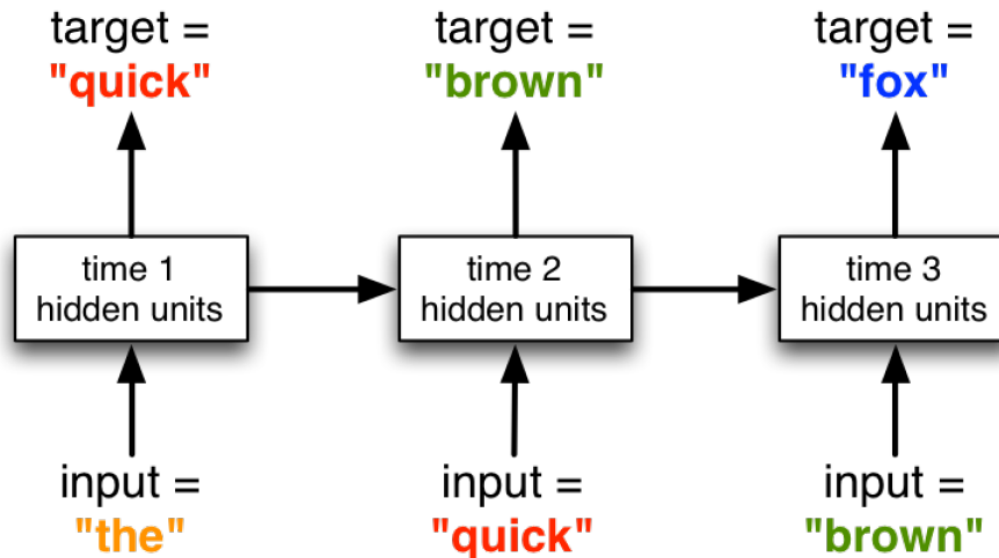 target =
"quick"
target =
"brown"
target =
"fox"
time 1
hidden units
time 2
hidden units
time 3
hidden units
input =
"the"
input =
"quick"
input =
"brown"